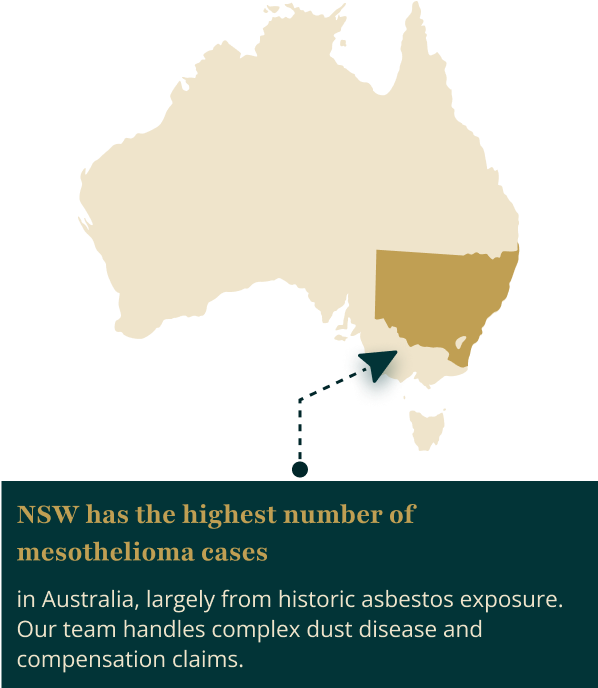 NSW has the highest number of
mesothelioma cases
in Australia, largely from historic asbestos exposure.
Our team handles complex dust disease and
compensation claims.